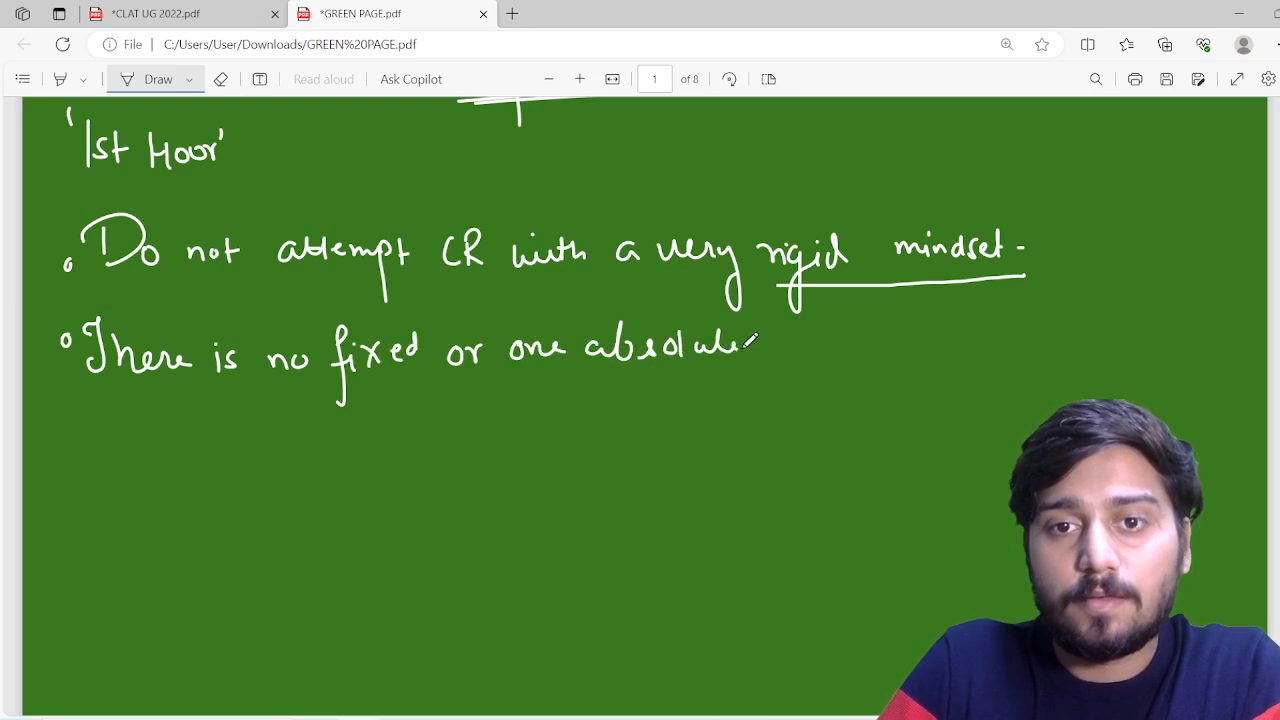 *CLAT UG 2022.pdf
*GREEN PAGE.pdf
File
C:/Users/User/Downloads/GREEN%20PAGE.pdf
Draw
Read aloud
Ask Copilot
1 of 8
'1st Hour'
Do not attempt CR with a very rigid mindset -
There is no fixed or one absolute